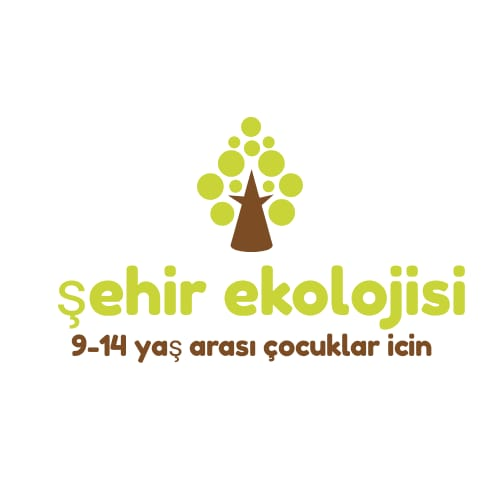 şehir ekolojisi
9-14 yaş arası çocuklar icin